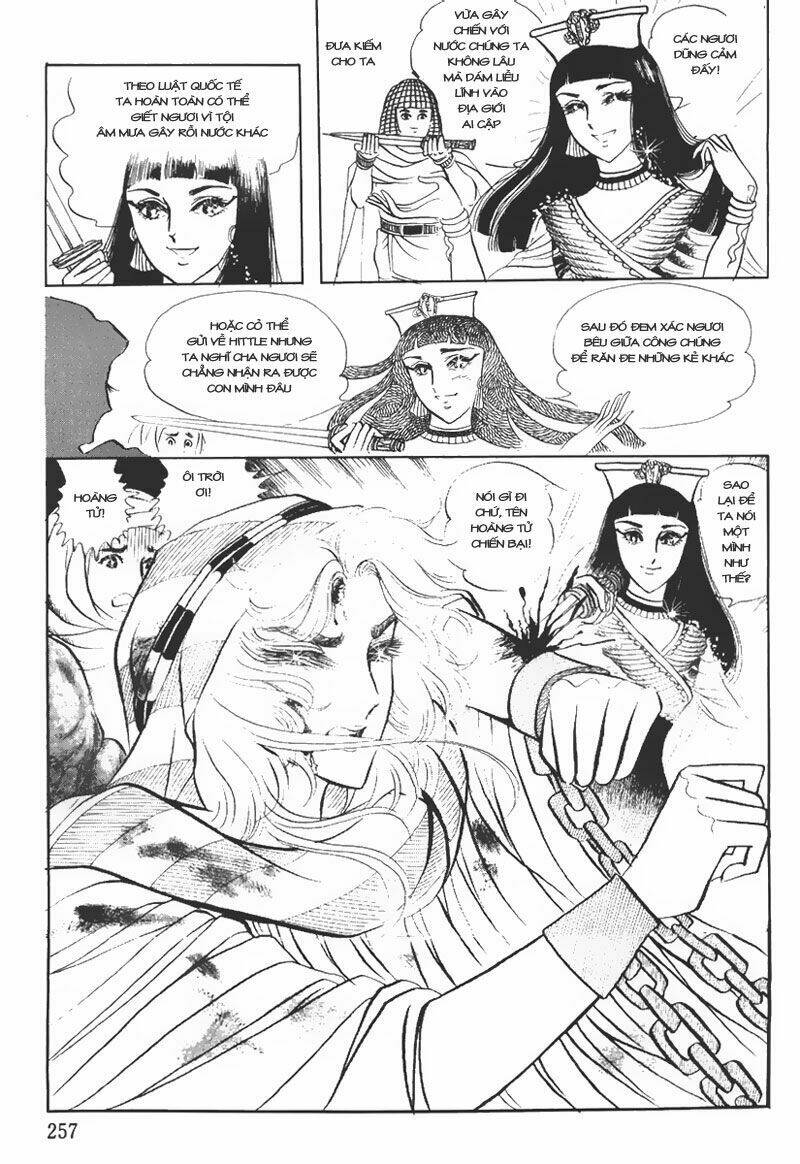 CÁC NGƯƠI
DŨNG CẢM
ĐẤY!
VỪA GÂY
CHIẾN VỚI
NƯỚC CHÚNG TA
KHÔNG LÂU
MÀ DÁM LIỀU
LĨNH VÀO
ĐỊA GIỚI
AI CẬP
ĐƯA KIẾM
CHO TA
THEO LUẬT QUỐC TẾ
TA HOÀN TOÀN CÓ THỂ
GIẾT NGƯƠI VÌ TỘI
ÂM MƯA GÂY RỐI NƯỚC KHÁC
SAU ĐÓ ĐEM XÁC NGƯƠI
BÊU GIỮA CÔNG CHÚNG
ĐỂ RĂN ĐE NHỮNG KẺ KHÁC
HOẶC CÓ THỂ
GỬI VỀ HITTLE NHƯNG
TA NGHĨ CHA NGƯƠI SẼ
CHẲNG NHẬN RA ĐƯỢC
CON MÌNH ĐÂU
SAO
LẠI ĐỂ
TA NÓI
MỘT
MÌNH
NHƯ
THẾ?
NÓI GÌ ĐI
CHỨ, TÊN
HOÀNG TỬ
CHIẾN BẠI!
ÔI TRỜI
ƠI!
HOÀNG
TỬ!
257